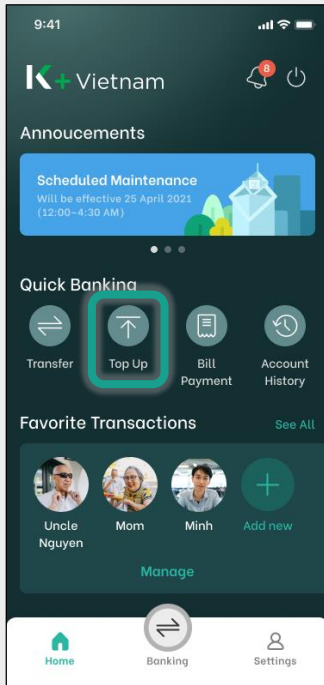 9:41
K+ Vietnam
8
Annoucements
Scheduled Maintenance
Will be effective 25 April 2021
(12:00-4:30 AM)
Quick Banking
Transfer
Top Up
Bill
Payment
Account
History
Favorite Transactions
See All
Uncle
Nguyen
Mom
Minh
Add new
Manage
Home
Banking
Settings